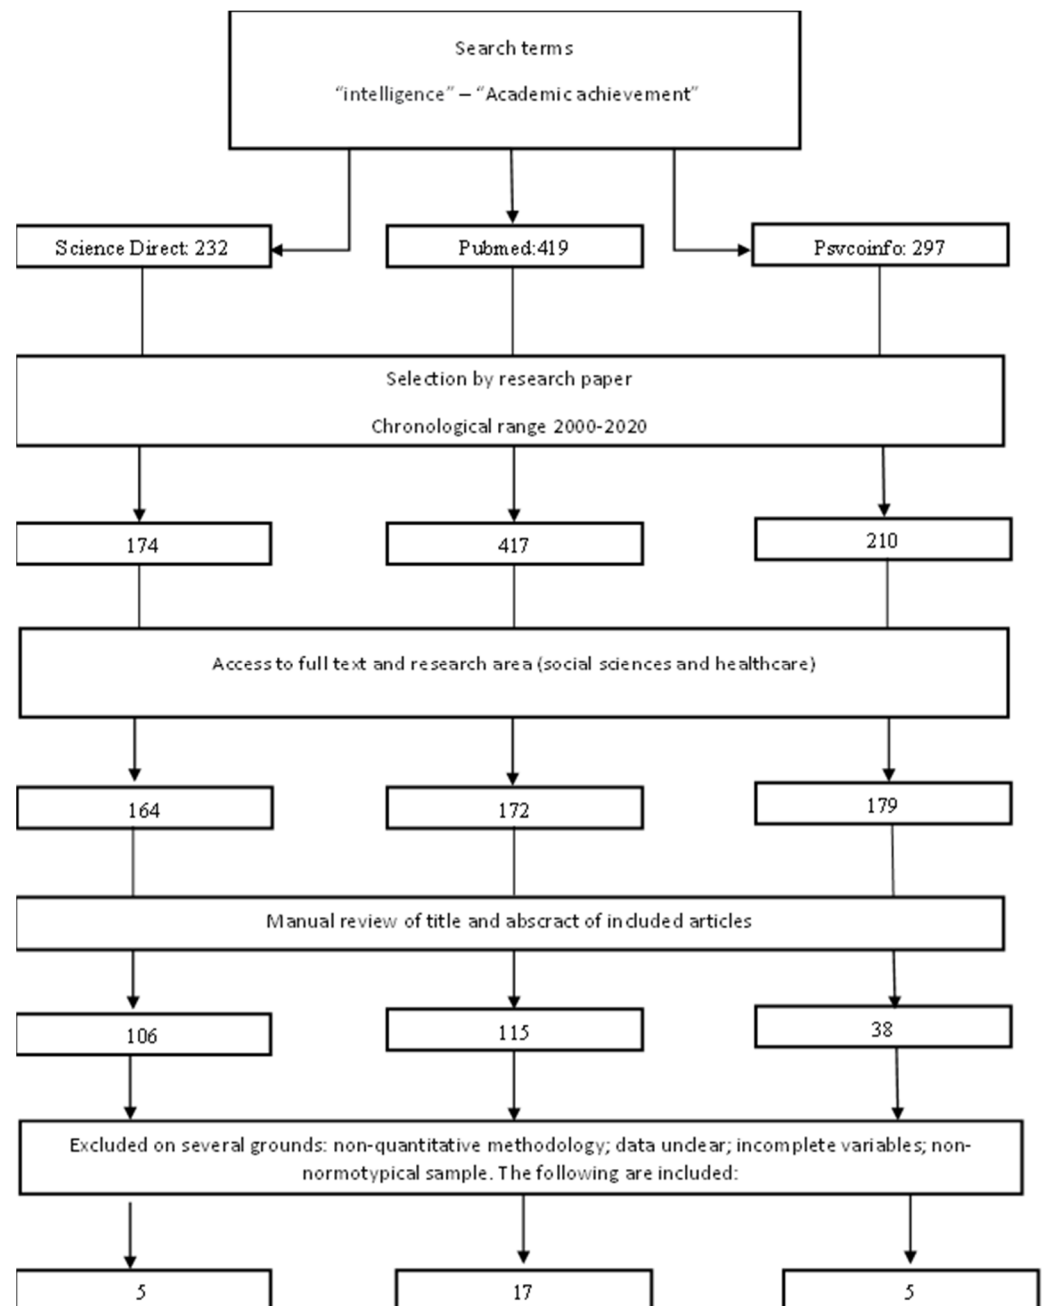 Search terms
“intelligence” – “Academic achievement”
Science Direct: 232
Pubmed:419
Psvcoinfo: 297
Selection by research paper
Chronological range 2000-2020
174
417
210
Access to full text and research area (social sciences and healthcare)
164
172
179
Manual review of title and abscract of included articles
106
115
38
Excluded on several grounds: non-quantitative methodology; data unclear; incomplete variables; non-
normotypical sample. The following are included:
5
17
5